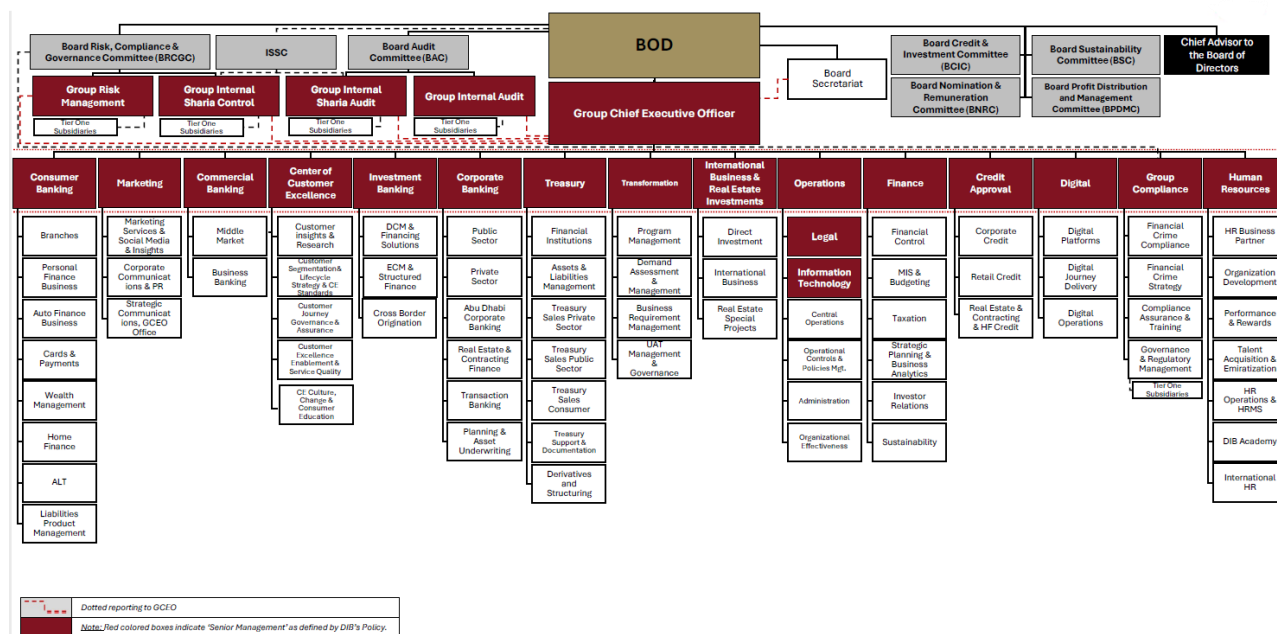 BOD
Board Risk, Compliance &
Governance Committee (BRCGC)
ISSC
Board Audit
Committee (BAC)
Board Secretariat
Board Credit &
Investment Committee
(BCIC)
Board Sustainability
Committee (BSC)
Chief Advisor to
the Board of
Directors
Group Risk
Management
Group Internal
Sharia Control
Group Internal
Sharia Audit
Group Internal Audit
Group Chief Executive Officer
Board Nomination &
Remuneration
Committee (BNRC)
Board Profit Distribution
and Management
Committee (BPDMC)
Tier One
Subsidiaries
Tier One
Subsidiaries
Tier One
Subsidiaries
Tier One
Subsidiaries
Consumer
Banking
Branches
Personal
Finance
Business
Auto Finance
Business
Cards &
Payments
Wealth
Management
Home
Finance
ALT
Liabilities
Product
Management
Marketing
Marketing
Services &
Social Media
& Insights
Corporate
Communicat
ions & PR
Strategic
Communicat
ions, GCEO
Office
Commercial
Banking
Middle
Market
Business
Banking
Center of
Customer
Excellence
Customer
insights &
Research
Customer
Segmentation&
Lifecycle
Strategy & CE
Standards
Customer
Journey
Governance &
Assurance
Customer
Excellence
Enablement &
Service Quality
CE Culture,
Change &
Consumer
Education
Investment
Banking
DCM &
Financing
Solutions
ECM &
Structured
Finance
Cross Border
Origination
Corporate
Banking
Public
Sector
Private
Sector
Abu Dhabi
Corporate
Banking
Real Estate &
Contracting
Finance
Transaction
Banking
Planning &
Asset
Underwriting
Treasury
Financial
Institutions
Assets &
Liabilities
Management
Treasury
Sales Private
Sector
Treasury
Sales Public
Sector
Treasury
Sales
Consumer
Treasury
Support &
Documentation
Derivatives
and
Structuring
Transformation
Program
Management
Demand
Assessment
&
Management
Business
Requirement
Management
UAT
Management
&
Governance
International
Business &
Real Estate
Investments
Direct
Investment
International
Business
Real Estate
Special
Projects
Operations
Legal
Information
Technology
Central
Operations
Operational
Controls &
Policies Mgt.
Administration
Organizational
Effectiveness
Finance
Financial
Control
MIS &
Budgeting
Taxation
Strategic
Planning &
Business
Analytics
Investor
Relations
Sustainability
Credit
Approval
Corporate
Credit
Retail Credit
Real Estate &
Contracting
& HF Credit
Digital
Digital
Platforms
Digital
Journey
Delivery
Digital
Operations
Group
Compliance
Financial
Crime
Compliance
Financial
Crime
Strategy
Compliance
Assurance &
Training
Governance
& Regulatory
Management
Tier One
Subsidiaries
Human
Resources
HR Business
Partner
Organization
Development
Performance
& Rewards
Talent
Acquisition &
Emiratization
HR
Operations &
HRMS
DIB Academy
International
HR
Dotted reporting to GCEO
Note: Red colored boxes indicate 'Senior Management' as defined by DIB's Policy.